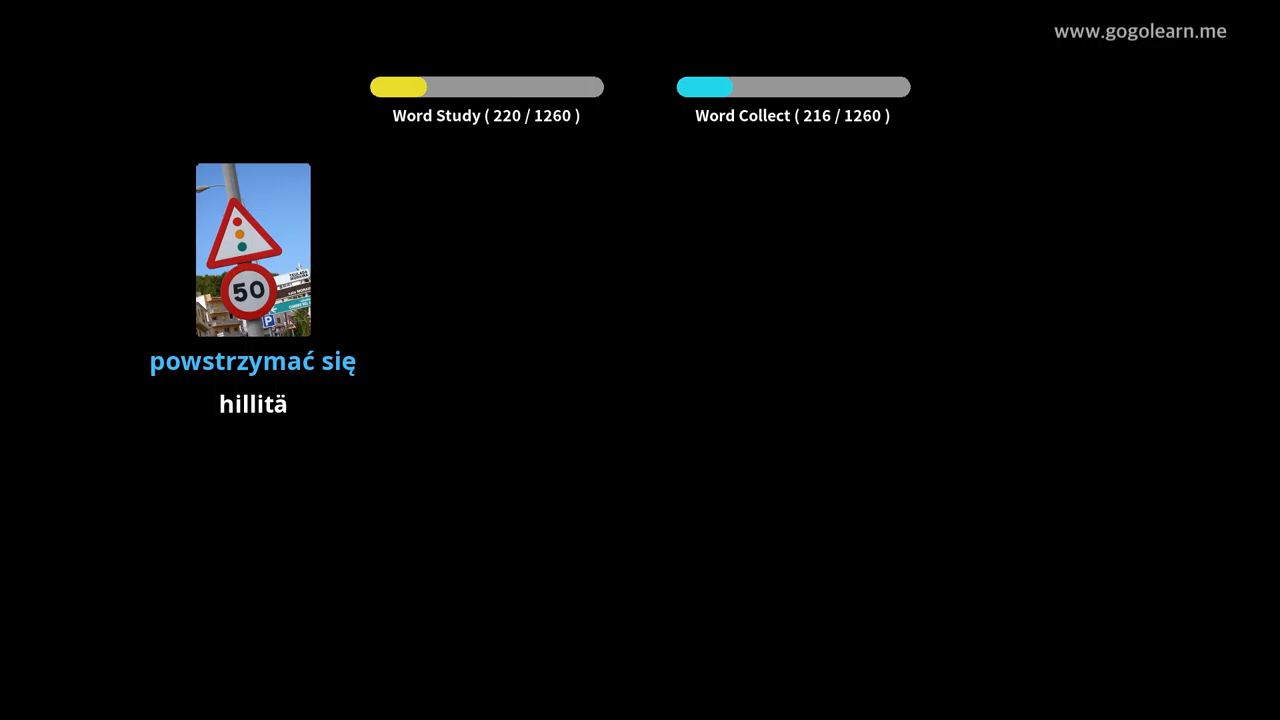 www.gogolearn.me
Word Study ( 220 / 1260 )
Word Collect ( 216 / 1260 )
50
P
powstrzymać się
hillitä